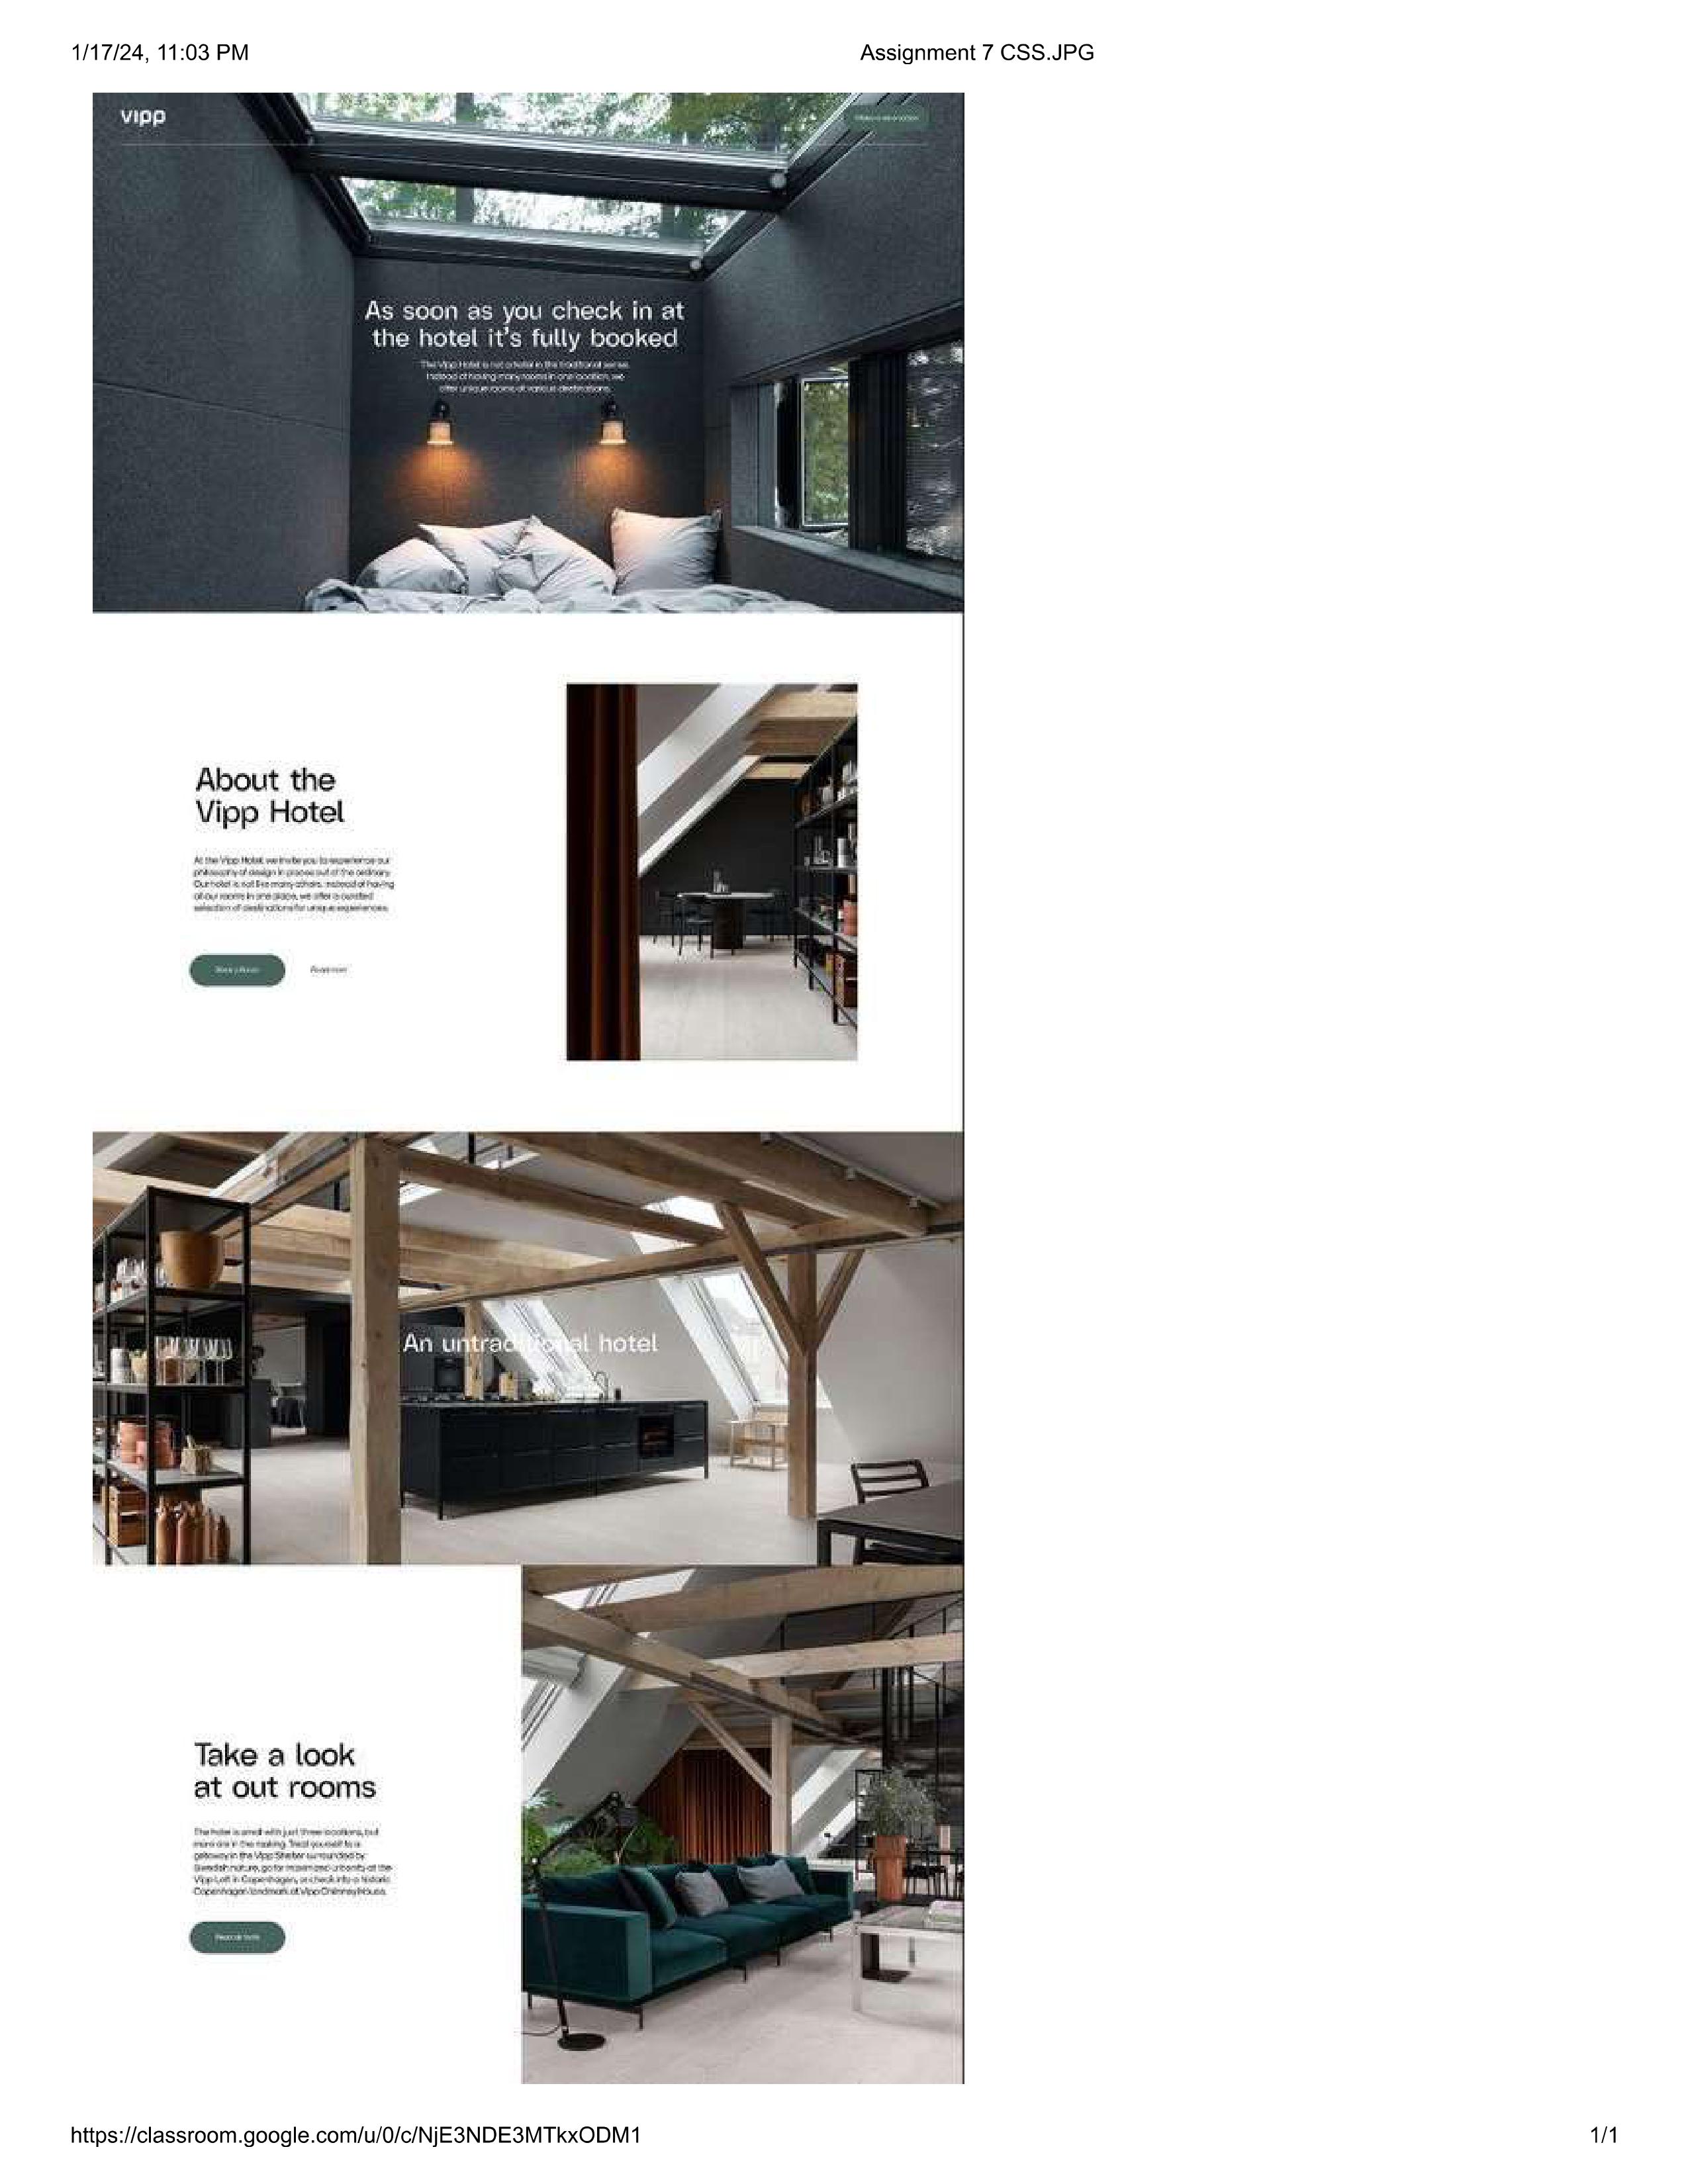 1/17/24, 11:03 PM
Assignment 7 CSS.JPG
vipp
Make a reservation
As soon as you check in at
the hotel it's fully booked
The Vipp Hotel is not a hotel in the traditional sense.
Instead of having many rooms in one location, we
offer unique rooms at various destinations.
About the
Vipp Hotel
At the Vipp Hotel, we invite you to experience our
philosophy of design in places out of the ordinary.
Our hotel is not like many others. Instead of having
all our rooms in one place, we offer a curated
selection of destinations for unique experiences.
Book a Room
Read more
An untraditional hotel
Take a look
at out rooms
The hotel is small with just three locations, but
more are in the making. Treat yourself to a
getaway in the Vipp Shelter surrounded by
Swedish nature, go for maximized urbanity at the
Vipp Loft in Copenhagen, or check into a historic
Copenhagen landmark at Vipp Chimney House.
https://classroom.google.com/u/0/c/NjE3NDE3MTkxODM1
1/1